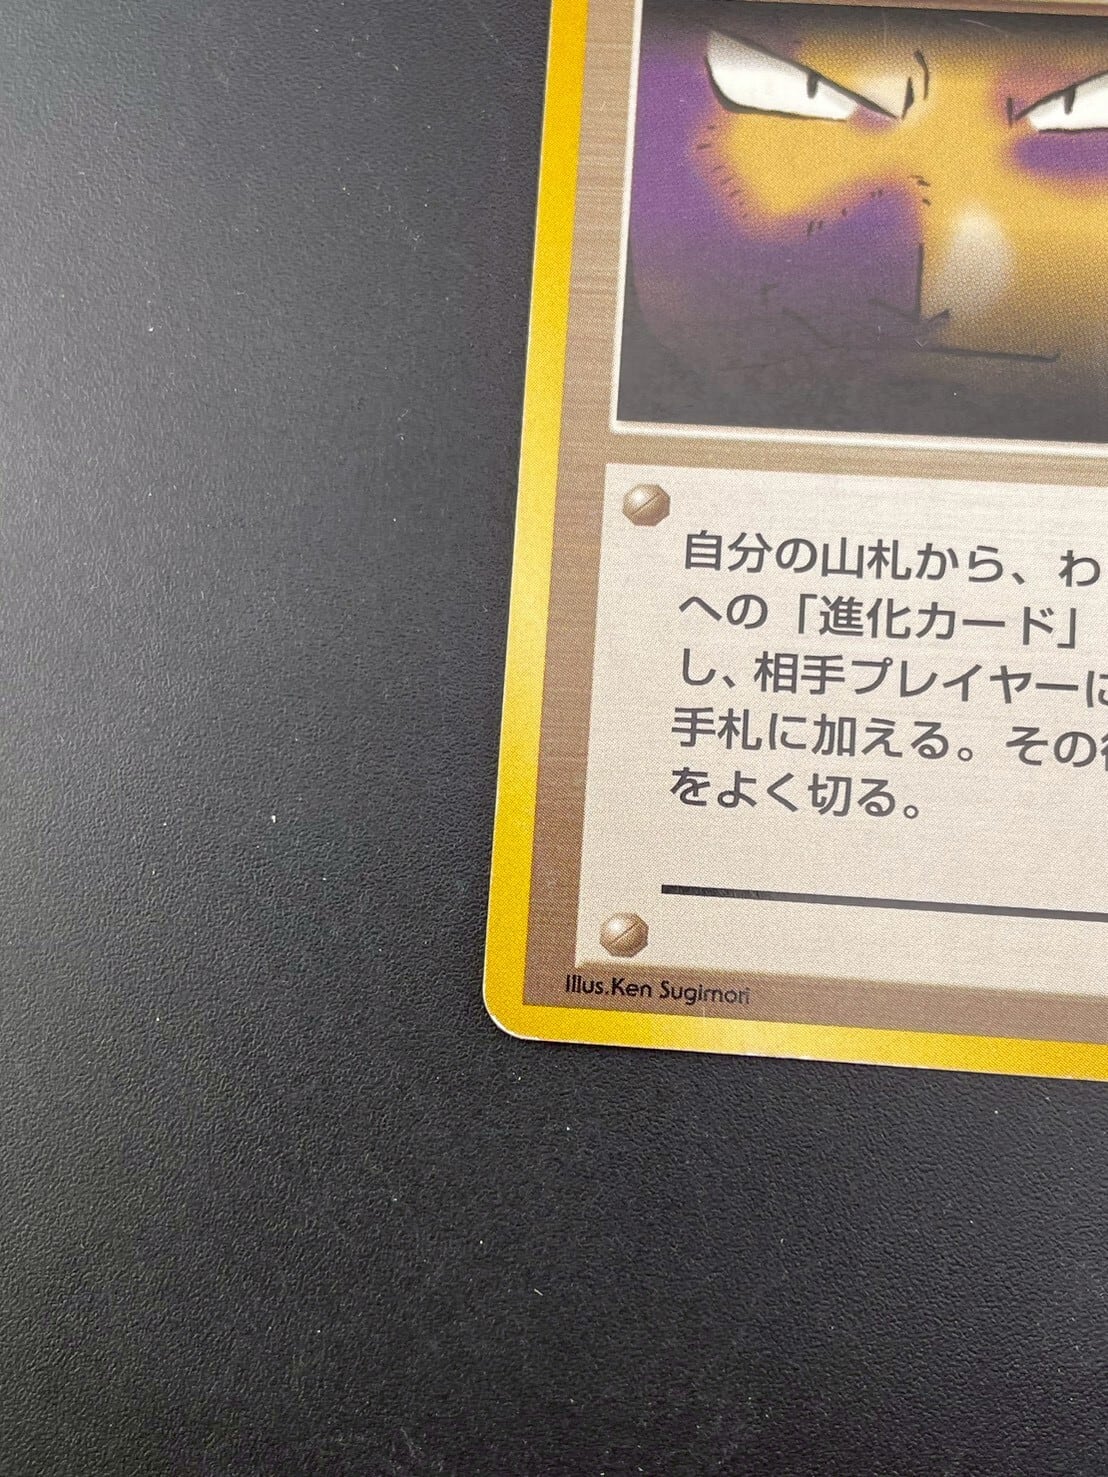 自分の山札から、わ
への「進化カード」
し、相手プレイヤーに
手札に加える。その
をよく切る。
Illus.Ken Sugimori